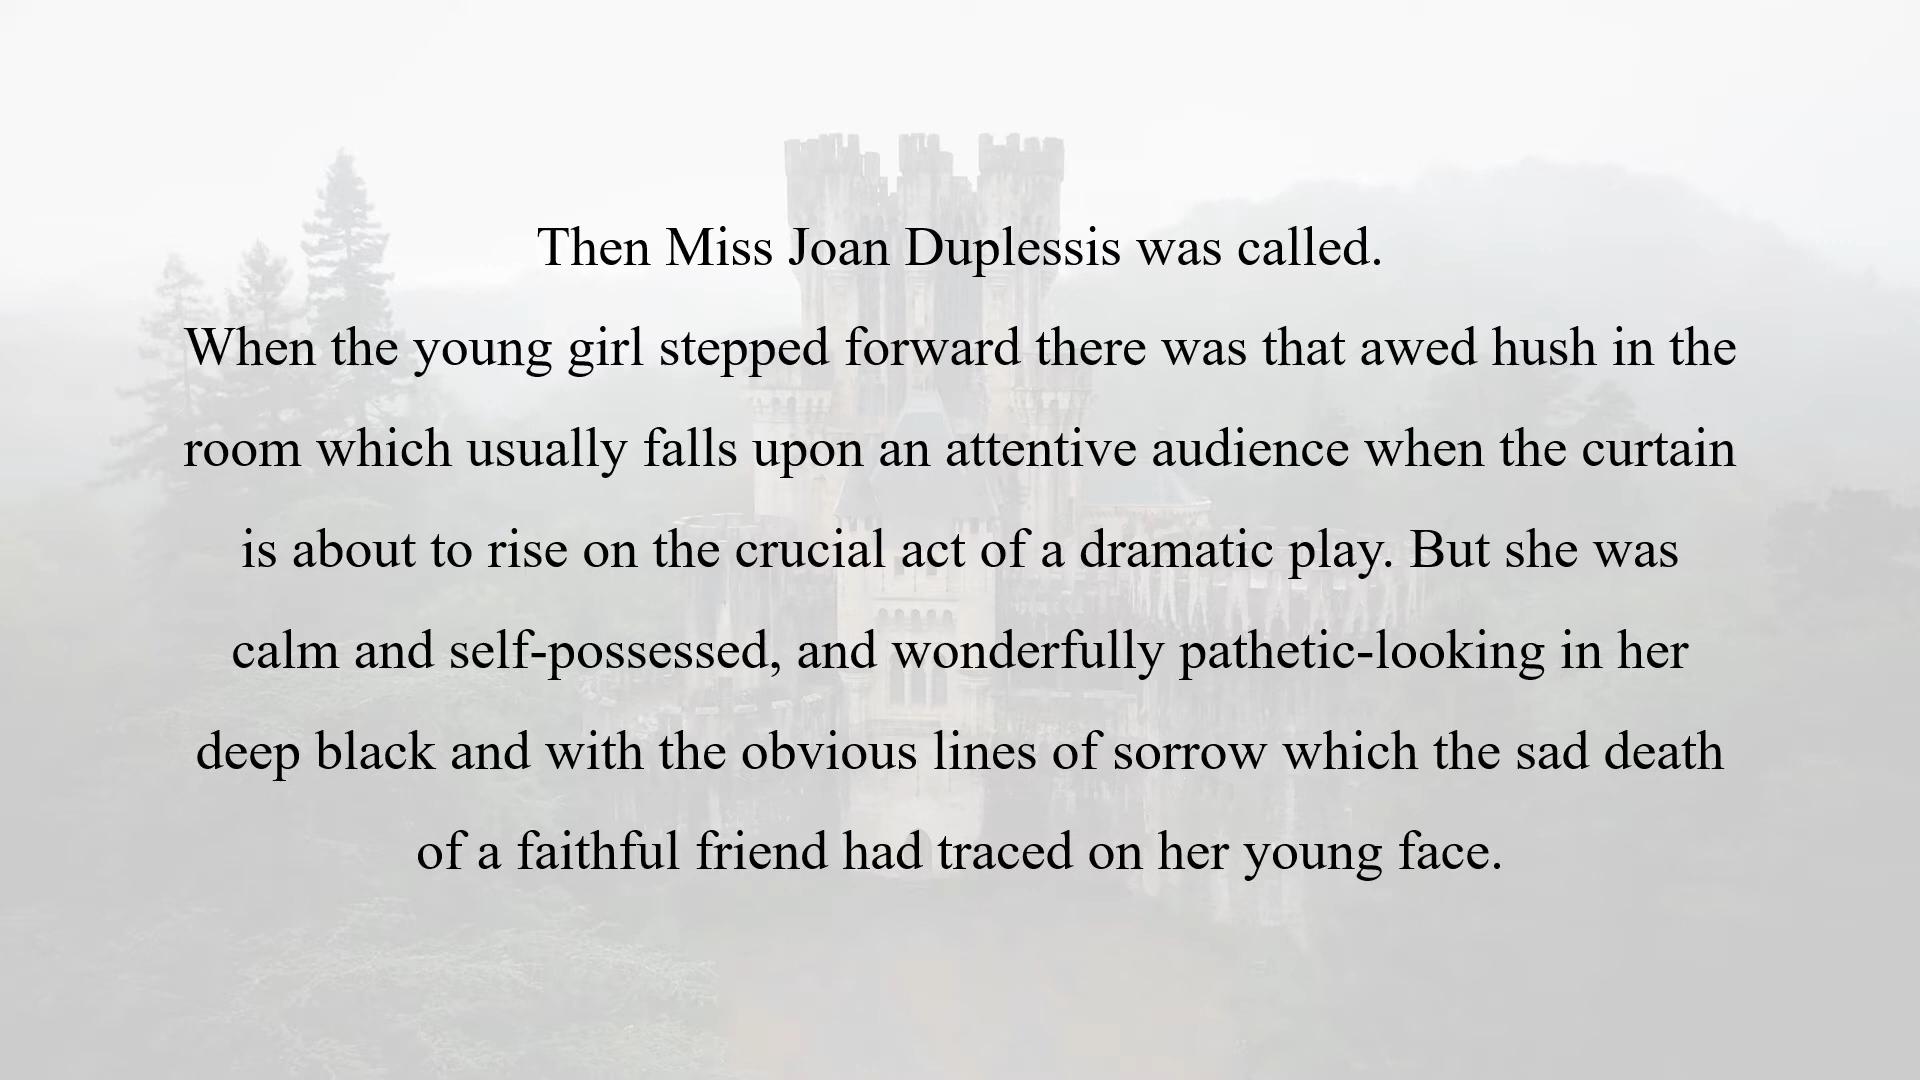 Then Miss Joan Duplessis was called.
When the young girl stepped forward there was that awed hush in the
room which usually falls upon an attentive audience when the curtain
is about to rise on the crucial act of a dramatic play. But she was
calm and self-possessed, and wonderfully pathetic-looking in her
deep black and with the obvious lines of sorrow which the sad death
of a faithful friend had traced on her young face.